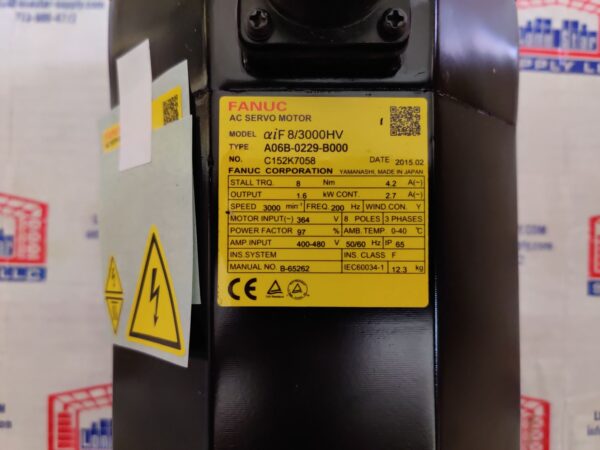 FANUC
AC SERVO MOTOR
MODEL αiF 8/3000HV
TYPE A06B-0229-B000
NO. C152K7058 DATE 2015.02
FANUC CORPORATION YAMANASHI, MADE IN JAPAN
STALL TRQ. 8 Nm 4.2 A(~)
OUTPUT 1.6 kW CONT. 2.7 A(~)
SPEED 3000 min⁻¹ FREQ. 200 Hz WIND.CON. Y
MOTOR INPUT(~) 364 V 8 POLES 3 PHASES
POWER FACTOR 97 % AMB.TEMP. 0-40 ℃
AMP.INPUT 400-480 V 50/60 Hz IP 65
INS.SYSTEM INS.CLASS F
MANUAL NO. B-65262 IEC60034-1 12.3 kg
CE